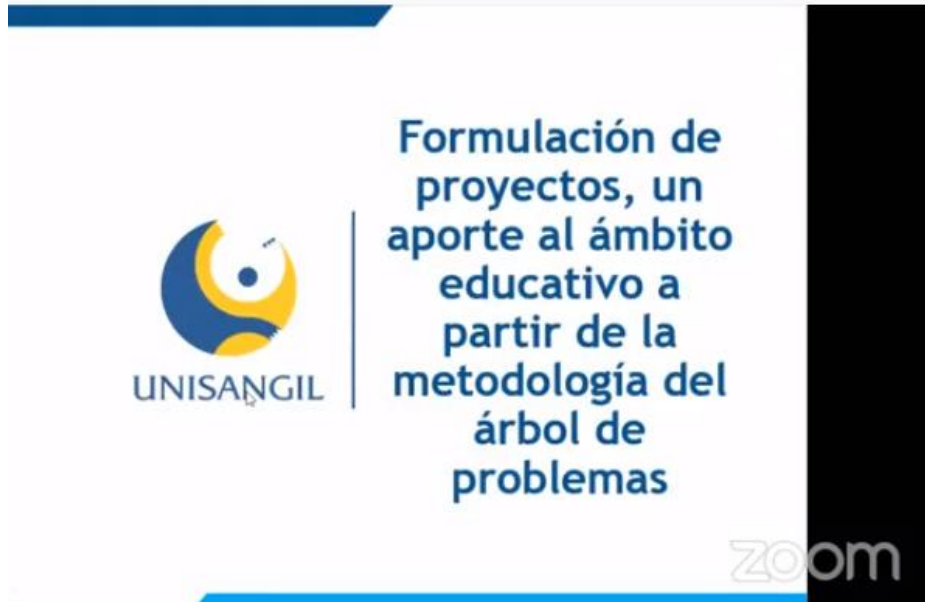 Formulación de
proyectos, un
aporte al ámbito
educativo a
partir de la
metodología del
árbol de
problemas
UNISANGIL
zoom